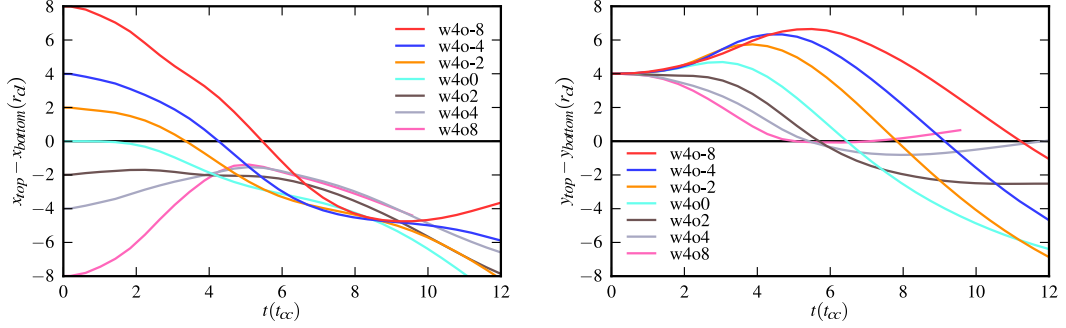 8
6
4
2
0
−2
−4
−6
−8
x_top − x_bottom (r_cl)
w4o-8
w4o-4
w4o-2
w4o0
w4o2
w4o4
w4o8
0 2 4 6 8 10 12
t(t_cc)
8
6
4
2
0
−2
−4
−6
−8
y_top − y_bottom (r_cl)
w4o-8
w4o-4
w4o-2
w4o0
w4o2
w4o4
w4o8
0 2 4 6 8 10 12
t(t_cc)